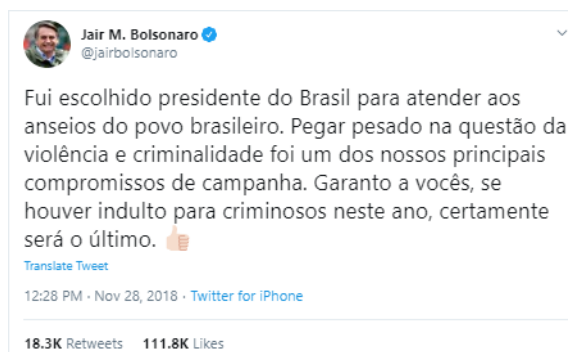 Jair M. Bolsonaro
@jairbolsonaro
Fui escolhido presidente do Brasil para atender aos
anseios do povo brasileiro. Pegar pesado na questão da
violência e criminalidade foi um dos nossos principais
compromissos de campanha. Garanto a vocês, se
houver indulto para criminosos neste ano, certamente
será o último. 👍🏻
Translate Tweet
12:28 PM · Nov 28, 2018 · Twitter for iPhone
18.3K Retweets 111.8K Likes